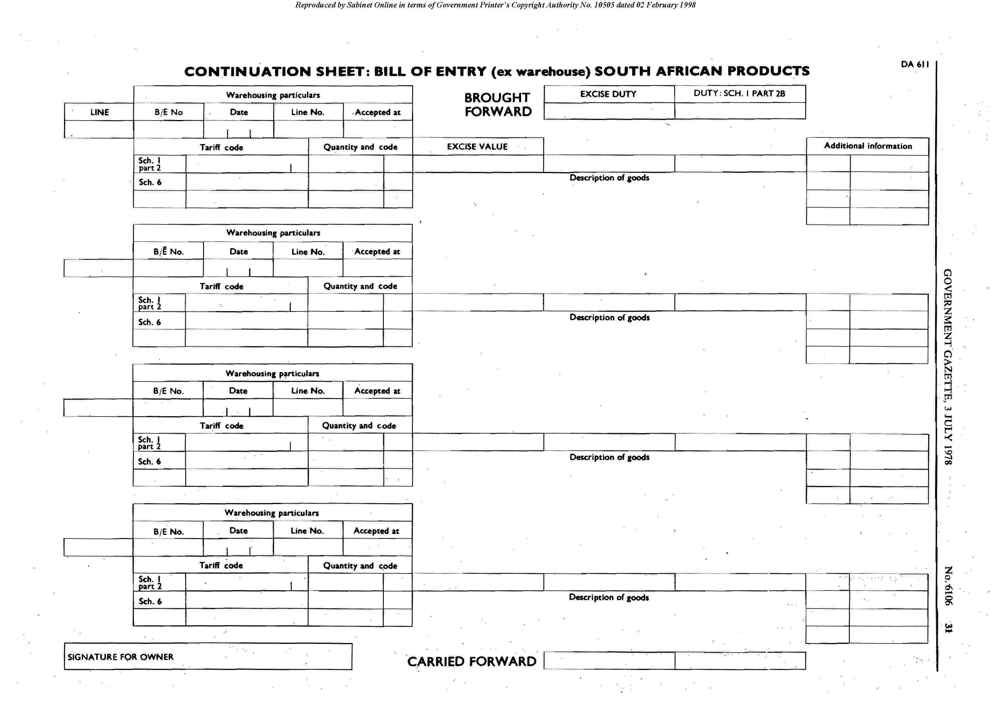 Reproduced by Sabinet Online in terms of Government Printer's Copyright Authority No. 10505 dated 02 February 1998
DA 611
CONTINUATION SHEET: BILL OF ENTRY (ex warehouse) SOUTH AFRICAN PRODUCTS
Warehousing particulars
BROUGHT FORWARD
EXCISE DUTY
DUTY: SCH. 1 PART 2B
LINE
B/E No
Date
Line No.
Accepted at
Tariff code
Quantity and code
EXCISE VALUE
Additional information
Sch. 1
part 2
Description of goods
Sch. 6
Warehousing particulars
B/E No.
Date
Line No.
Accepted at
Tariff code
Quantity and code
Sch. 1
part 2
Description of goods
Sch. 6
Warehousing particulars
B/E No.
Date
Line No.
Accepted at
Tariff code
Quantity and code
Sch. 1
part 2
Description of goods
Sch. 6
Warehousing particulars
B/E No.
Date
Line No.
Accepted at
Tariff code
Quantity and code
Sch. 1
part 2
Description of goods
Sch. 6
SIGNATURE FOR OWNER
CARRIED FORWARD
GOVERNMENT GAZETTE, 3 JULY 1978
No. 6106 31